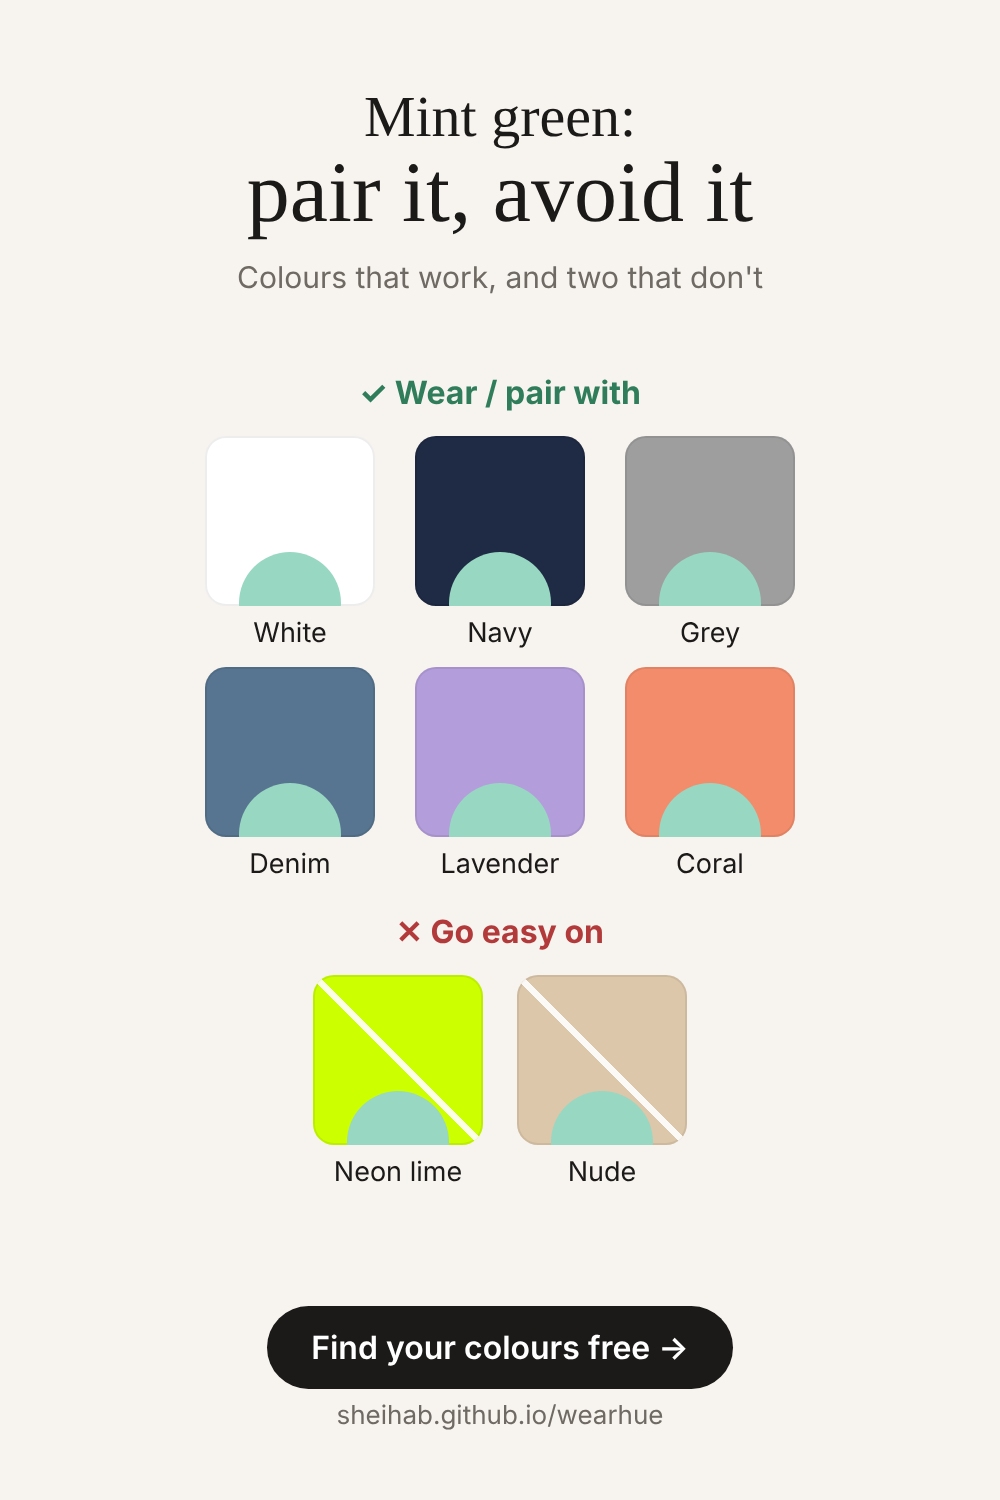 Mint green:
pair it, avoid it
Colours that work, and two that don't
✓ Wear / pair with
White
Navy
Grey
Denim
Lavender
Coral
✕ Go easy on
Neon lime
Nude
Find your colours free →
sheihab.github.io/wearhue